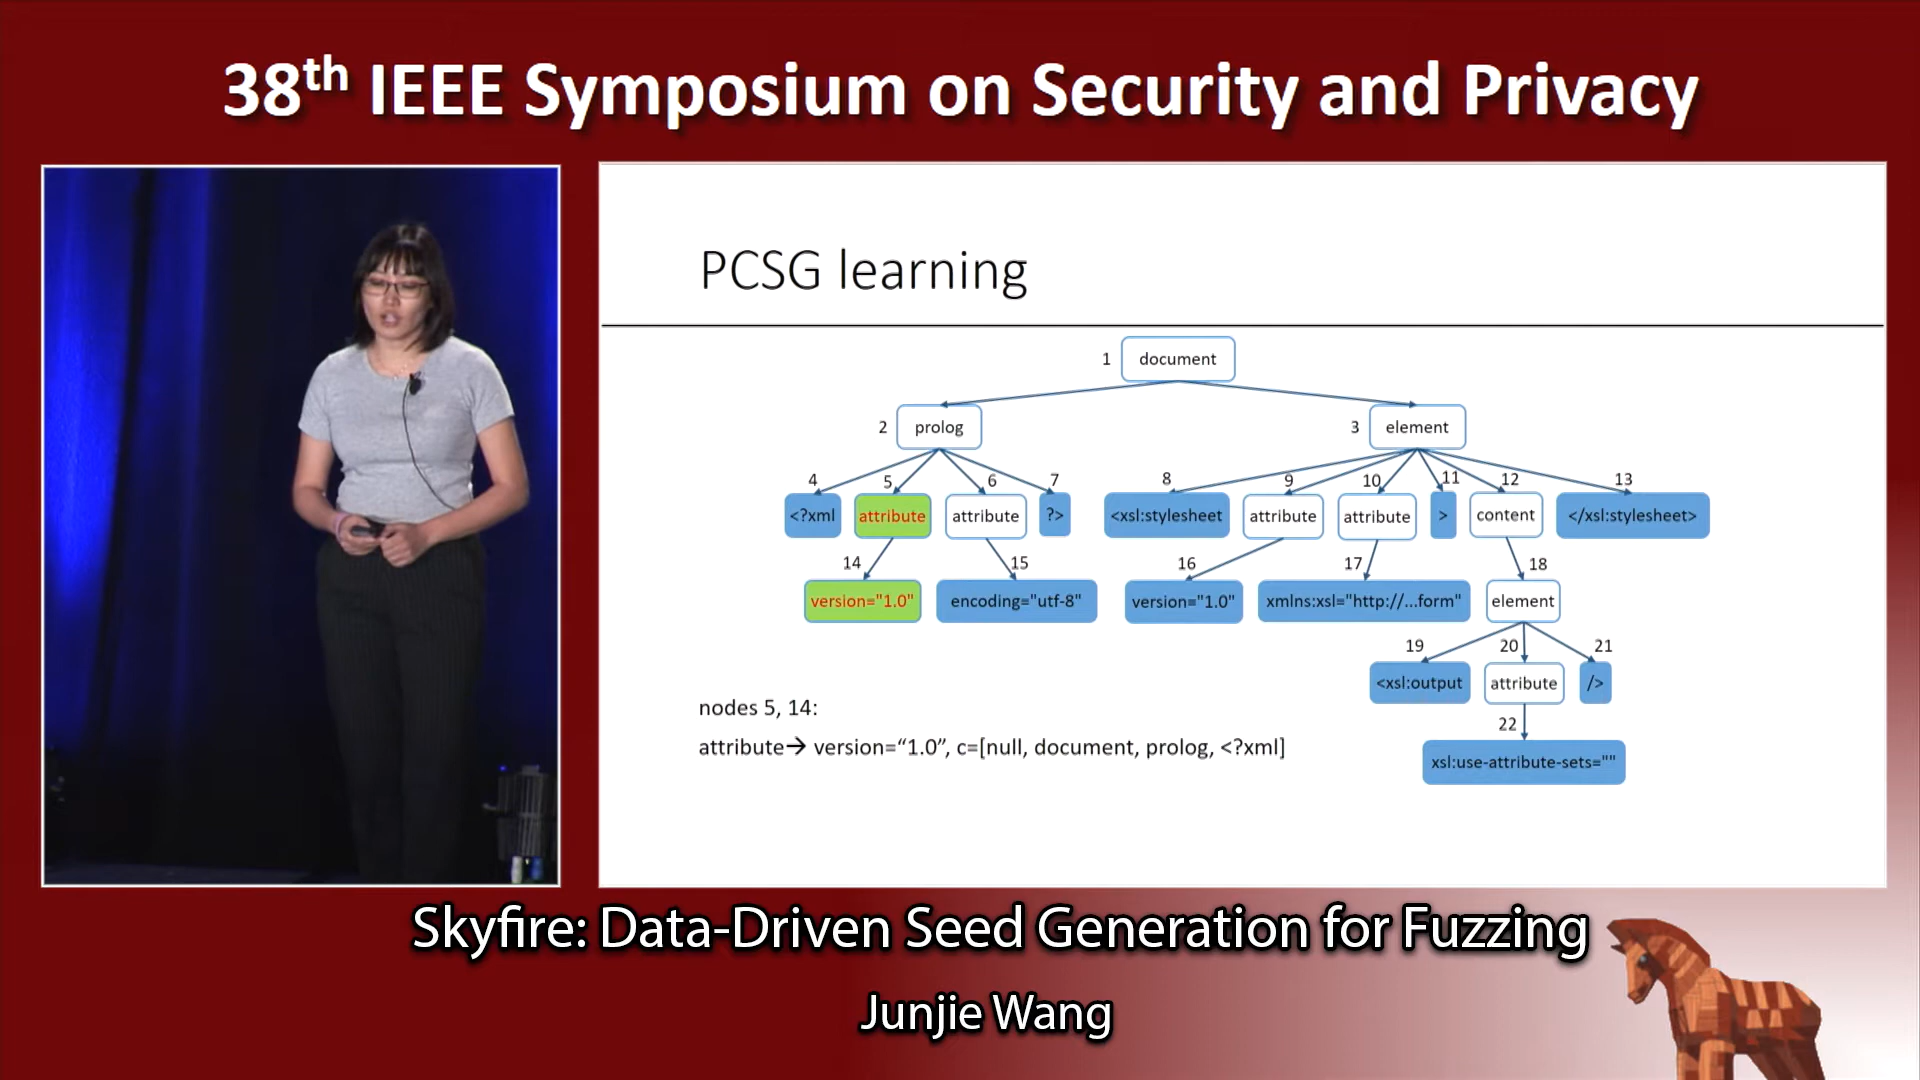 38th IEEE Symposium on Security and Privacy
PCSG learning
1 document
2 prolog
3 element
4 5 6 7 8 9 10 11 12 13
<?xml attribute attribute ?> <xsl:stylesheet attribute attribute > content </xsl:stylesheet>
14 15 16 17 18
version="1.0" encoding="utf-8" version="1.0" xmlns:xsl="http://...form" element
19 20 21
<xsl:output attribute />
22
xsl:use-attribute-sets=""
nodes 5, 14:
attribute→ version=“1.0”, c=[null, document, prolog, <?xml]
Skyfire: Data-Driven Seed Generation for Fuzzing
Junjie Wang